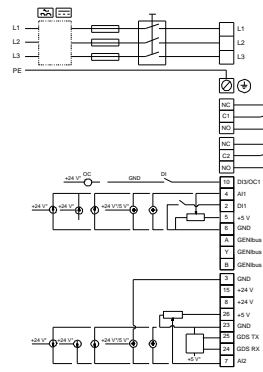 L1 L1
L2 L2
L3 L3
PE
NC
C1
NO
NC
C2
NO
+24 V* OC GND DI 10 DI3/OC1
4 AI1
+24 V* +24 V* +24 V* +24 V*/5 V* 2 DI1
5 +5 V
6 GND
A GENIbus
Y GENIbus
B GENIbus
3 GND
15 +24 V
8 +24 V
26 +5 V
23 GND
+24 V* +24 V* +24 V* +24 V*/5 V* 25 GDS TX
24 GDS RX
+5 V* 7 AI2